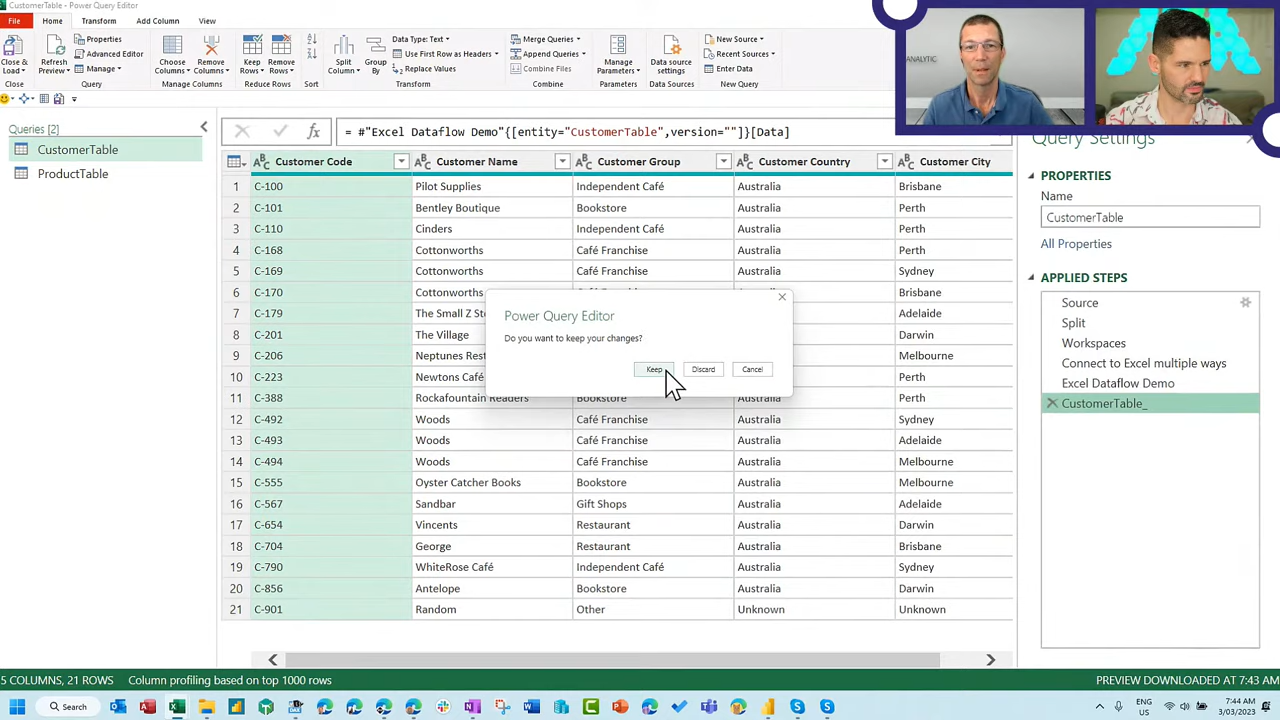 CustomerTable - Power Query Editor
File Home Transform Add Column View
Close & Load
Close
Refresh Preview
Properties
Advanced Editor
Manage
Query
Choose Columns
Remove Columns
Manage Columns
Keep Rows
Remove Rows
Reduce Rows
Sort
Split Column
Group By
Data Type: Text
Use First Row as Headers
Replace Values
Transform
Merge Queries
Append Queries
Combine Files
Combine
Manage Parameters
Parameters
Data source settings
Data Sources
New Source
Recent Sources
Enter Data
New Query
ANALYTIC
Queries [2]
CustomerTable
ProductTable
fx = #"Excel Dataflow Demo"{[entity="CustomerTable",version=""]}[Data]
Customer Code Customer Name Customer Group Customer Country Customer City
1 C-100 Pilot Supplies Independent Café Australia Brisbane
2 C-101 Bentley Boutique Bookstore Australia Perth
3 C-110 Cinders Independent Café Australia Perth
4 C-168 Cottonworths Café Franchise Australia Perth
5 C-169 Cottonworths Café Franchise Australia Sydney
6 C-170 Cottonworths Café Franchise Australia Brisbane
7 C-179 The Small Z Adelaide
8 C-201 The Village Darwin
9 C-206 Neptunes Melbourne
10 C-223 Newtons Café Perth
11 C-388 Rockafountain Readers Bookstore Australia Perth
12 C-492 Woods Café Franchise Australia Sydney
13 C-493 Woods Café Franchise Australia Adelaide
14 C-494 Woods Café Franchise Australia Melbourne
15 C-555 Oyster Catcher Books Bookstore Australia Melbourne
16 C-567 Sandbar Gift Shops Australia Adelaide
17 C-654 Vincents Restaurant Australia Darwin
18 C-704 George Restaurant Australia Brisbane
19 C-790 WhiteRose Café Independent Café Australia Sydney
20 C-856 Antelope Bookstore Australia Darwin
21 C-901 Random Other Unknown Unknown
Power Query Editor
Do you want to keep your changes?
Keep Discard Cancel
Query Settings
PROPERTIES
Name
CustomerTable
All Properties
APPLIED STEPS
Source
Split
Workspaces
Connect to Excel multiple ways
Excel Dataflow Demo
CustomerTable_
5 COLUMNS, 21 ROWS Column profiling based on top 1000 rows PREVIEW DOWNLOADED AT 7:43 AM
Search
ENG
US
7:44 AM
3/03/2023